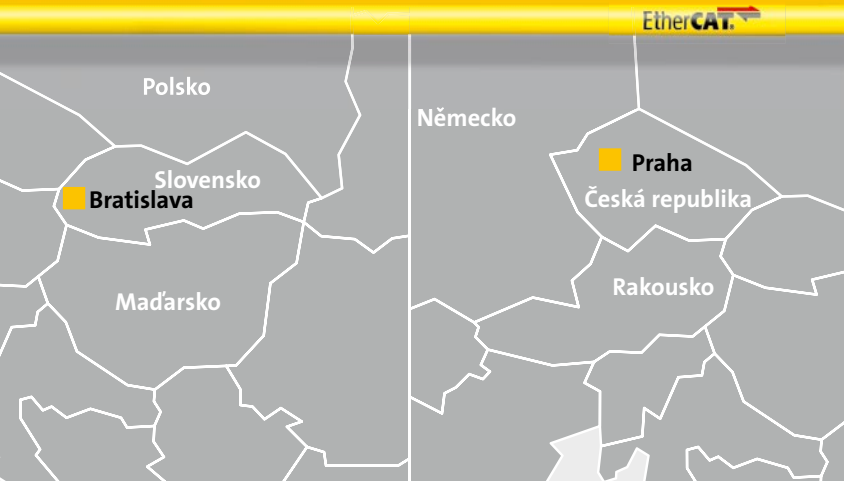 EtherCAT.
Polsko
Slovensko
Bratislava
Maďarsko
Německo
Praha
Česká republika
Rakousko